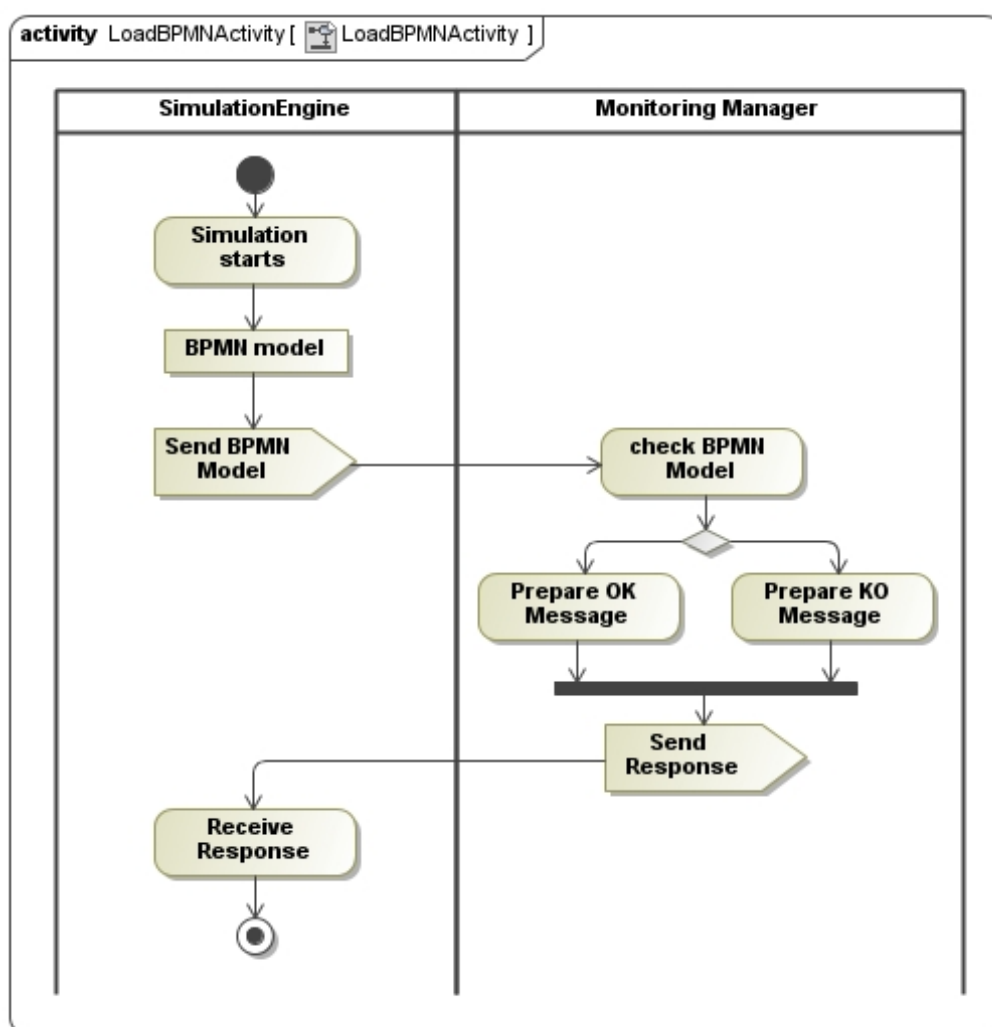 activity LoadBPMNActivity [ LoadBPMNActivity ]
SimulationEngine
Monitoring Manager
Simulation
starts
BPMN model
Send BPMN
Model
check BPMN
Model
Prepare OK
Message
Prepare KO
Message
Send
Response
Receive
Response